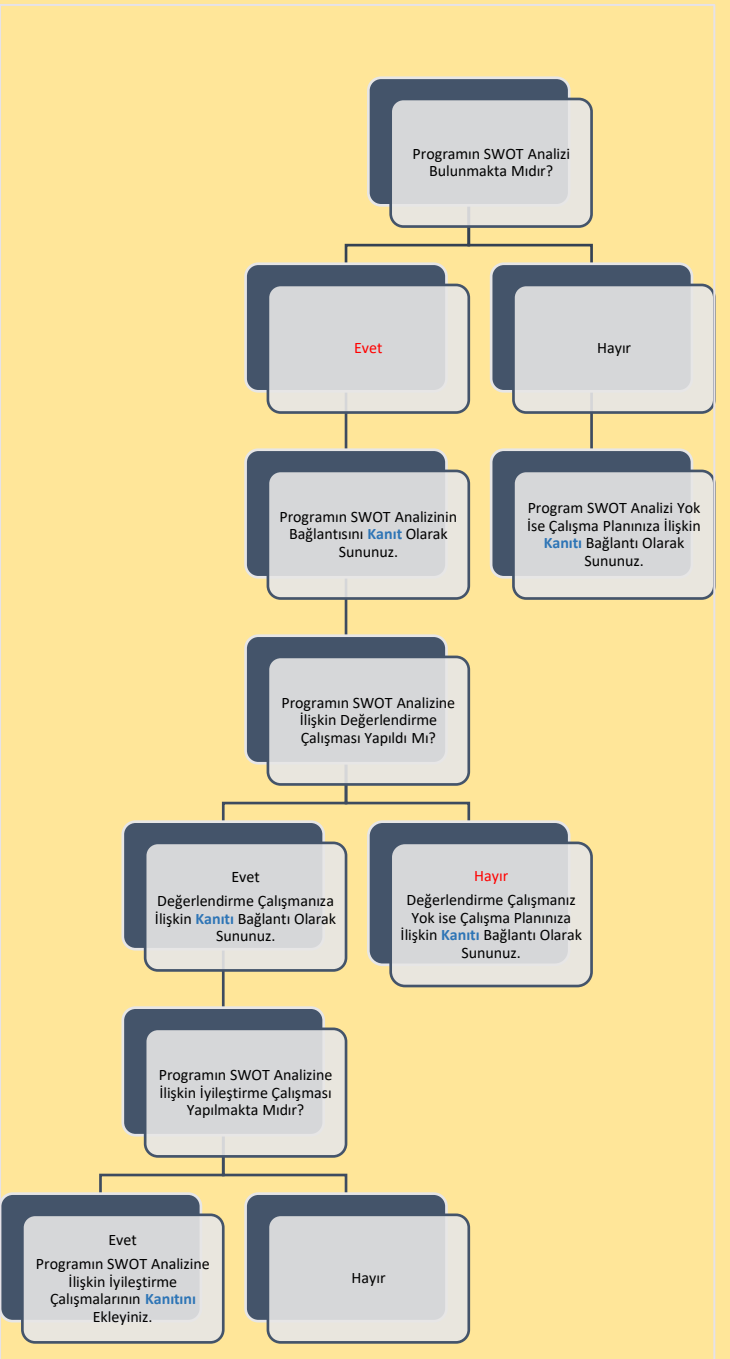 Programın SWOT Analizi
Bulunmakta Mıdır?
Evet
Hayır
Programın SWOT Analizinin
Bağlantısını Kanıt Olarak
Sununuz.
Program SWOT Analizi Yok
İse Çalışma Planınıza İlişkin
Kanıtı Bağlantı Olarak
Sununuz.
Programın SWOT Analizine
İlişkin Değerlendirme
Çalışması Yapıldı Mı?
Evet
Değerlendirme Çalışmanıza
İlişkin Kanıtı Bağlantı Olarak
Sununuz.
Hayır
Değerlendirme Çalışmanız
Yok ise Çalışma Planınıza
İlişkin Kanıtı Bağlantı Olarak
Sununuz.
Programın SWOT Analizine
İlişkin İyileştirme Çalışması
Yapılmakta Mıdır?
Evet
Programın SWOT Analizine
İlişkin İyileştirme
Çalışmalarının Kanıtını
Ekleyiniz.
Hayır